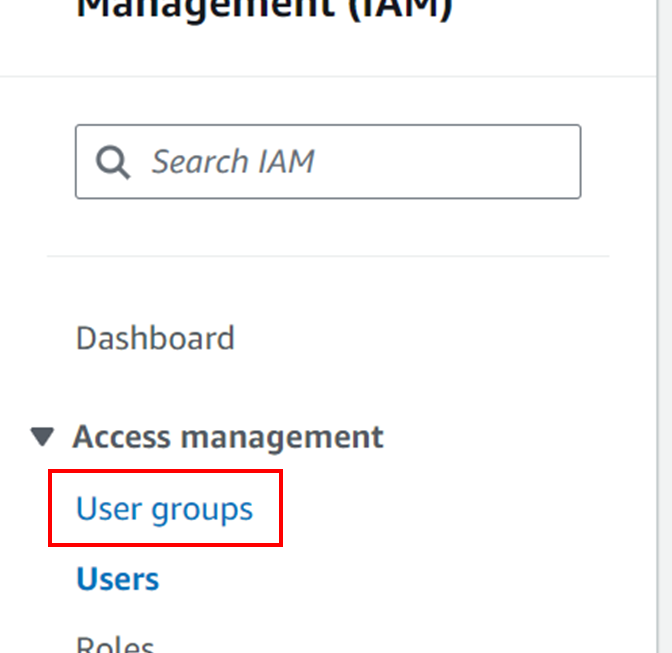 Management (IAM)
Search IAM
Dashboard
Access management
User groups
Users
Roles